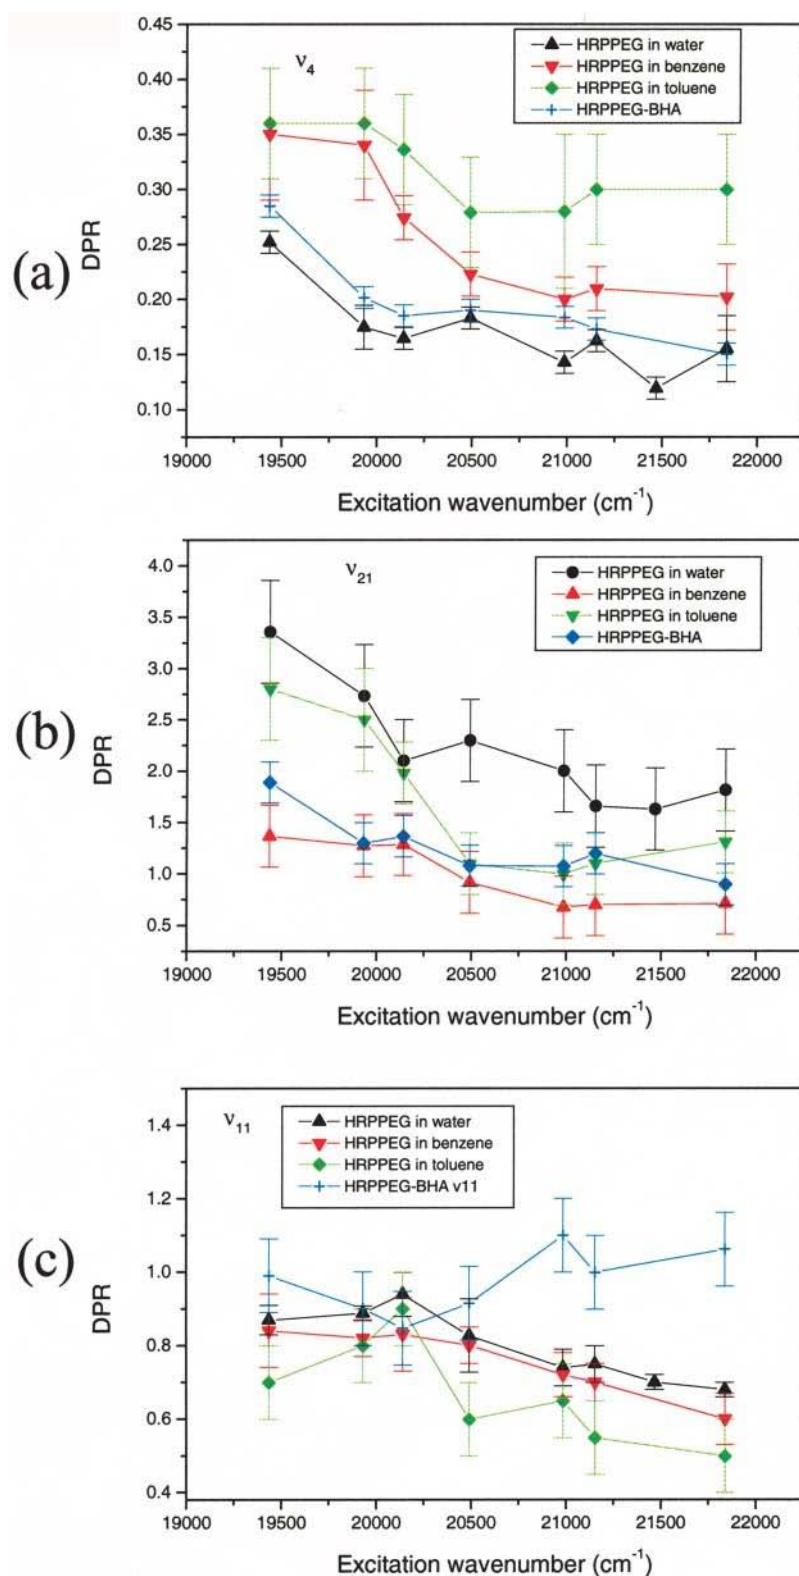 (a)
ν4
HRPPEG in water
HRPPEG in benzene
HRPPEG in toluene
HRPPEG-BHA
DPR
0.45
0.40
0.35
0.30
0.25
0.20
0.15
0.10
19000 19500 20000 20500 21000 21500 22000
Excitation wavenumber (cm-1)
(b)
ν21
HRPPEG in water
HRPPEG in benzene
HRPPEG in toluene
HRPPEG-BHA
DPR
4.0
3.5
3.0
2.5
2.0
1.5
1.0
0.5
19000 19500 20000 20500 21000 21500 22000
Excitation wavenumber (cm-1)
(c)
ν11
HRPPEG in water
HRPPEG in benzene
HRPPEG in toluene
HRPPEG-BHA v11
DPR
1.4
1.2
1.0
0.8
0.6
0.4
19000 19500 20000 20500 21000 21500 22000
Excitation wavenumber (cm-1)